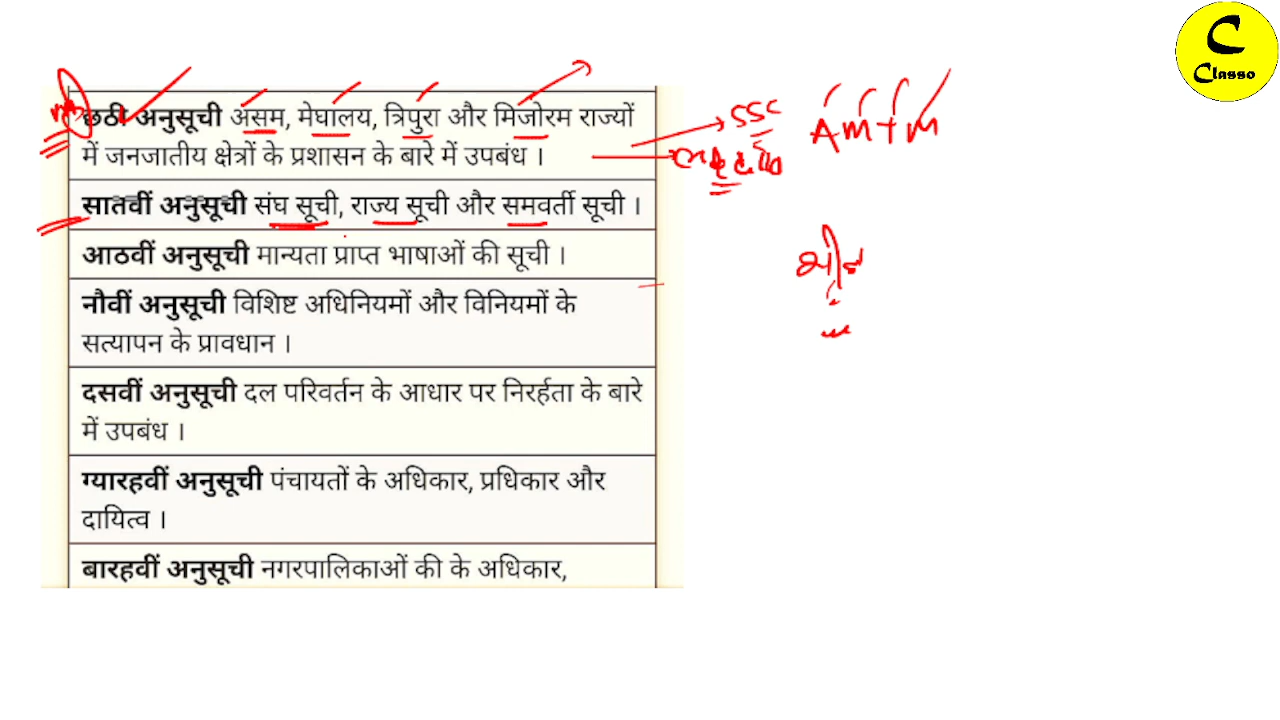 C
Classo
छठी अनुसूची असम, मेघालय, त्रिपुरा और मिजोरम राज्यों
में जनजातीय क्षेत्रों के प्रशासन के बारे में उपबंध ।
SSC
AMTM
सातवीं अनुसूची संघ सूची, राज्य सूची और समवर्ती सूची ।
आठवीं अनुसूची मान्यता प्राप्त भाषाओं की सूची ।
नौवीं अनुसूची विशिष्ट अधिनियमों और विनियमों के
सत्यापन के प्रावधान ।
दसवीं अनुसूची दल परिवर्तन के आधार पर निरर्हता के बारे
में उपबंध ।
ग्यारहवीं अनुसूची पंचायतों के अधिकार, प्रधिकार और
दायित्व ।
बारहवीं अनुसूची नगरपालिकाओं की के अधिकार,